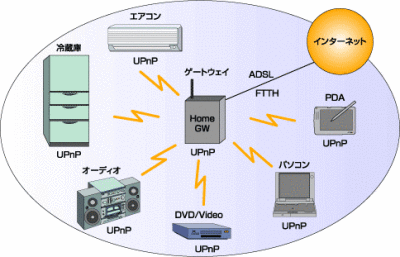 エアコン
UPnP
冷蔵庫
UPnP
ゲートウェイ
Home
GW
UPnP
インターネット
ADSL
FTTH
PDA
UPnP
オーディオ
UPnP
DVD/Video
UPnP
パソコン
UPnP